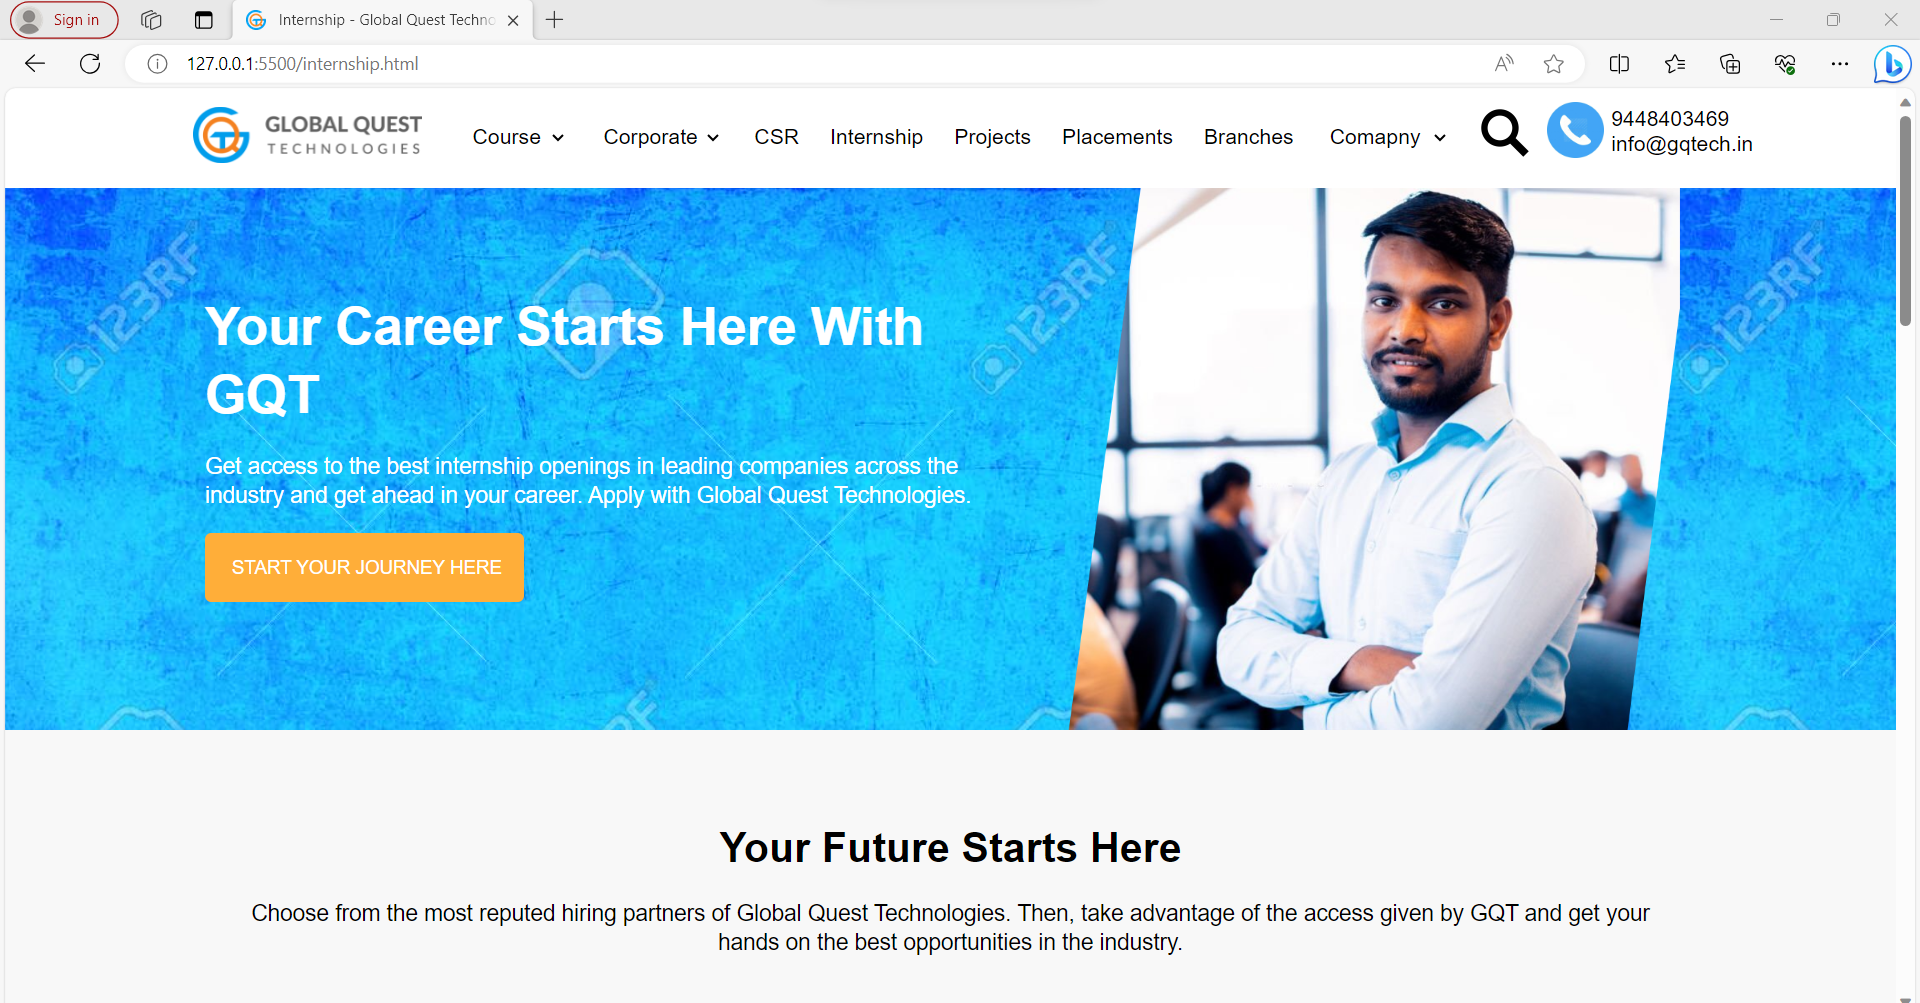 Sign in
Internship - Global Quest Techno
127.0.0.1:5500/internship.html
GLOBAL QUEST
TECHNOLOGIES
Course
Corporate
CSR
Internship
Projects
Placements
Branches
Comapny
9448403469
info@gqtech.in
123RF
123RF
123RF
Your Career Starts Here With
GQT
Get access to the best internship openings in leading companies across the
industry and get ahead in your career. Apply with Global Quest Technologies.
START YOUR JOURNEY HERE
Your Future Starts Here
Choose from the most reputed hiring partners of Global Quest Technologies. Then, take advantage of the access given by GQT and get your
hands on the best opportunities in the industry.